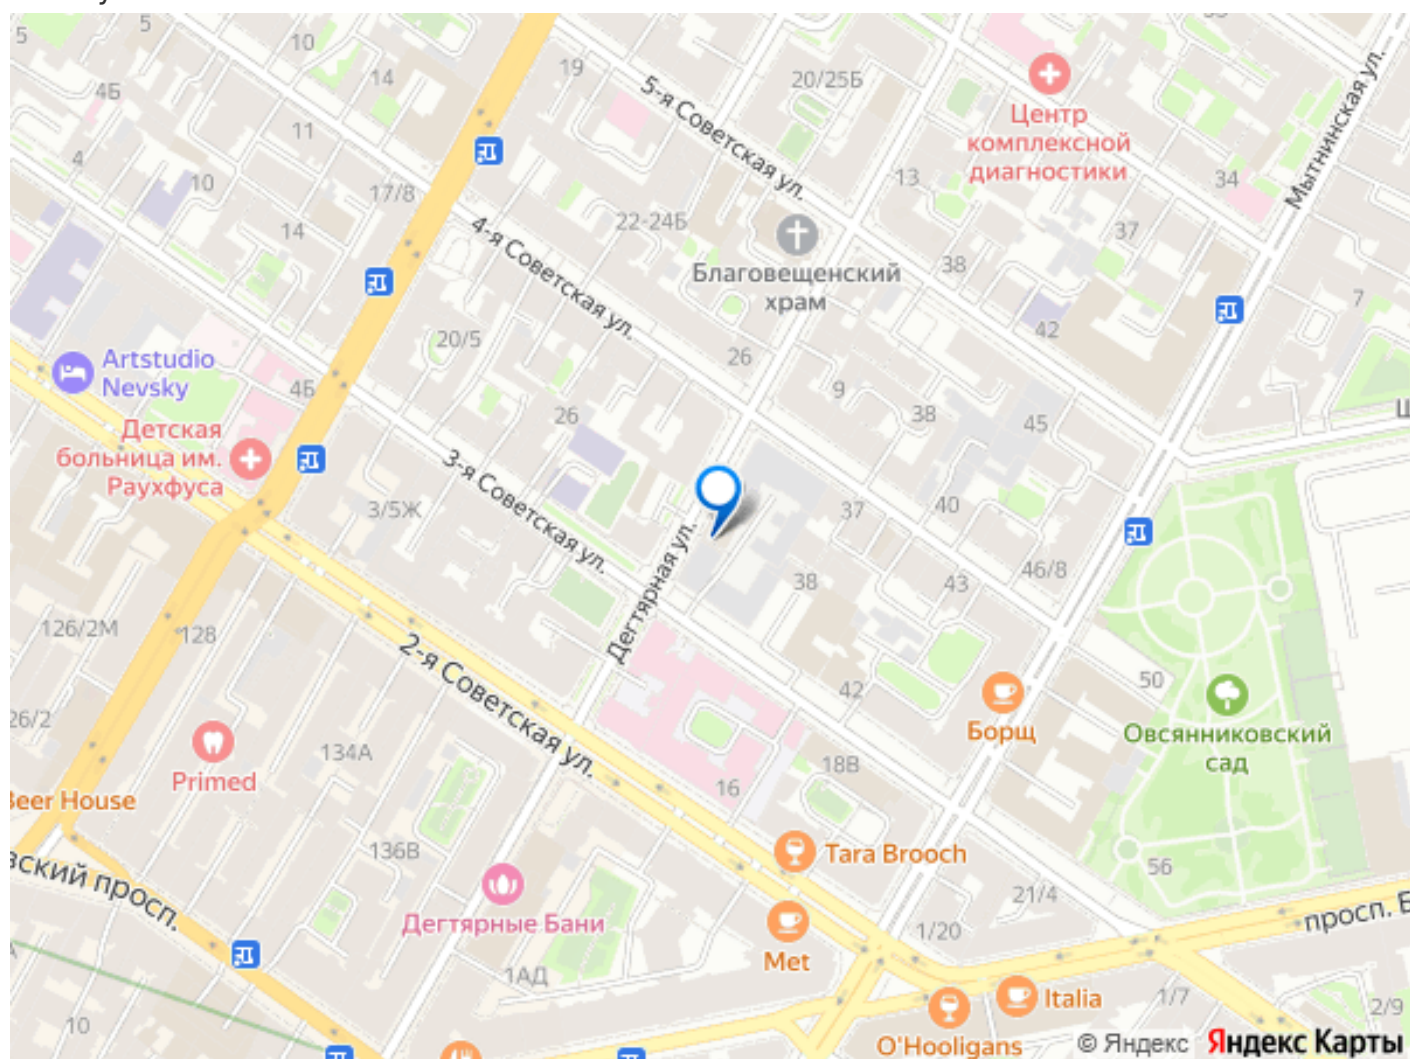 5
5
10
14
4Б
11
4
10
17/8
14
19
20/25Б
5-я Советская ул.
Центр
комплексной
диагностики
Мытнинская ул.
34
13
37
22-24Б
4-я Советская ул.
Благовещенский
храм
38
7
42
20/5
26
Artstudio
Nevsky
4Б
9
38
45
26
Детская
больница им.
Раухфуса
3-я Советская ул.
3/5Ж
37
40
Дегтярная ул.
38
43
46/8
126/2М
128
2-я Советская ул.
42
50
26/2
Борщ
Овсянниковский
сад
134А
Primed
18В
16
Beer House
136В
Tara Brooch
56
вский просп.
21/4
Дегтярные Бани
1/20
просп. Б
Met
1АД
Italia
1/7
2/9
10
O'Hooligans
© Яндекс Яндекс Карты